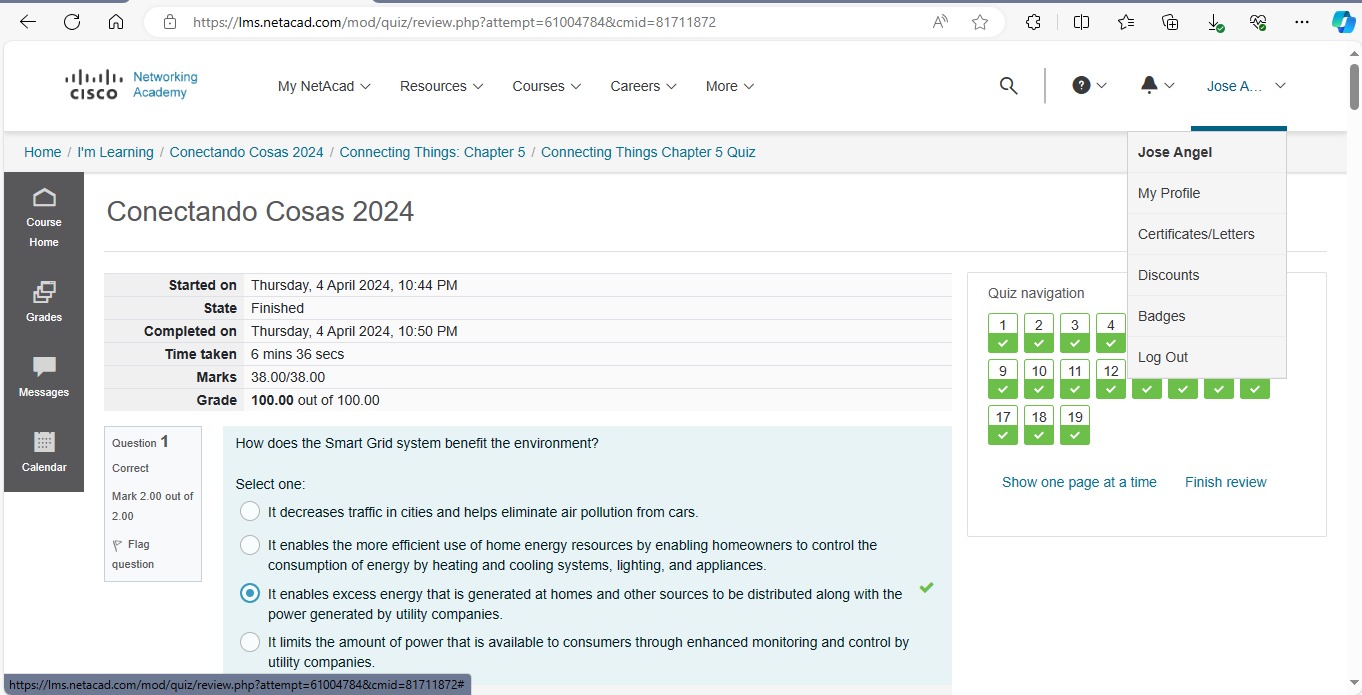 https://lms.netacad.com/mod/quiz/review.php?attempt=61004784&cmid=81711872
CISCO
Networking
Academy
My NetAcad
Resources
Courses
Careers
More
?
Jose A...
Home / I'm Learning / Conectando Cosas 2024 / Connecting Things: Chapter 5 / Connecting Things Chapter 5 Quiz
Jose Angel
My Profile
Certificates/Letters
Discounts
Badges
Log Out
Course
Home
Grades
Messages
Calendar
Conectando Cosas 2024
Started on Thursday, 4 April 2024, 10:44 PM
State Finished
Completed on Thursday, 4 April 2024, 10:50 PM
Time taken 6 mins 36 secs
Marks 38.00/38.00
Grade 100.00 out of 100.00
Quiz navigation
1 2 3 4
9 10 11 12
17 18 19
Show one page at a time Finish review
Question 1
Correct
Mark 2.00 out of
2.00
Flag
question
How does the Smart Grid system benefit the environment?
Select one:
It decreases traffic in cities and helps eliminate air pollution from cars.
It enables the more efficient use of home energy resources by enabling homeowners to control the
consumption of energy by heating and cooling systems, lighting, and appliances.
It enables excess energy that is generated at homes and other sources to be distributed along with the
power generated by utility companies.
It limits the amount of power that is available to consumers through enhanced monitoring and control by
utility companies.
https://lms.netacad.com/mod/quiz/review.php?attempt=61004784&cmid=81711872#